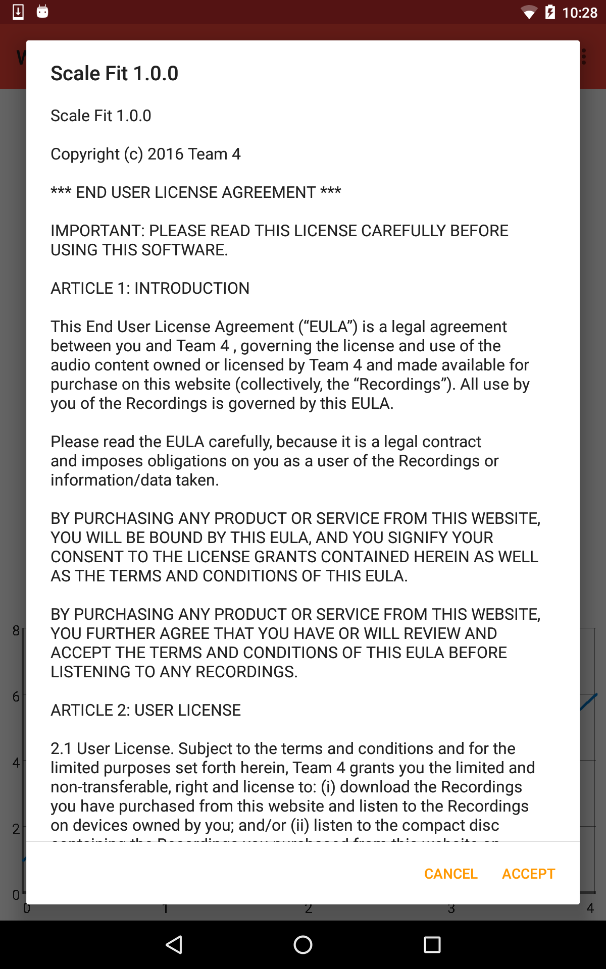 10:28
Scale Fit 1.0.0
Scale Fit 1.0.0
Copyright (c) 2016 Team 4
*** END USER LICENSE AGREEMENT ***
IMPORTANT: PLEASE READ THIS LICENSE CAREFULLY BEFORE
USING THIS SOFTWARE.
ARTICLE 1: INTRODUCTION
This End User License Agreement (“EULA”) is a legal agreement
between you and Team 4 , governing the license and use of the
audio content owned or licensed by Team 4 and made available for
purchase on this website (collectively, the “Recordings”). All use by
you of the Recordings is governed by this EULA.
Please read the EULA carefully, because it is a legal contract
and imposes obligations on you as a user of the Recordings or
information/data taken.
BY PURCHASING ANY PRODUCT OR SERVICE FROM THIS WEBSITE,
YOU WILL BE BOUND BY THIS EULA, AND YOU SIGNIFY YOUR
CONSENT TO THE LICENSE GRANTS CONTAINED HEREIN AS WELL
AS THE TERMS AND CONDITIONS OF THIS EULA.
BY PURCHASING ANY PRODUCT OR SERVICE FROM THIS WEBSITE,
YOU FURTHER AGREE THAT YOU HAVE OR WILL REVIEW AND
ACCEPT THE TERMS AND CONDITIONS OF THIS EULA BEFORE
LISTENING TO ANY RECORDINGS.
ARTICLE 2: USER LICENSE
2.1 User License. Subject to the terms and conditions and for the
limited purposes set forth herein, Team 4 grants you the limited and
non-transferable, right and license to: (i) download the Recordings
you have purchased from this website and listen to the Recordings
on devices owned by you; and/or (ii) listen to the compact disc
CANCEL ACCEPT
8
6
4
2
0
0 1 2 3 4